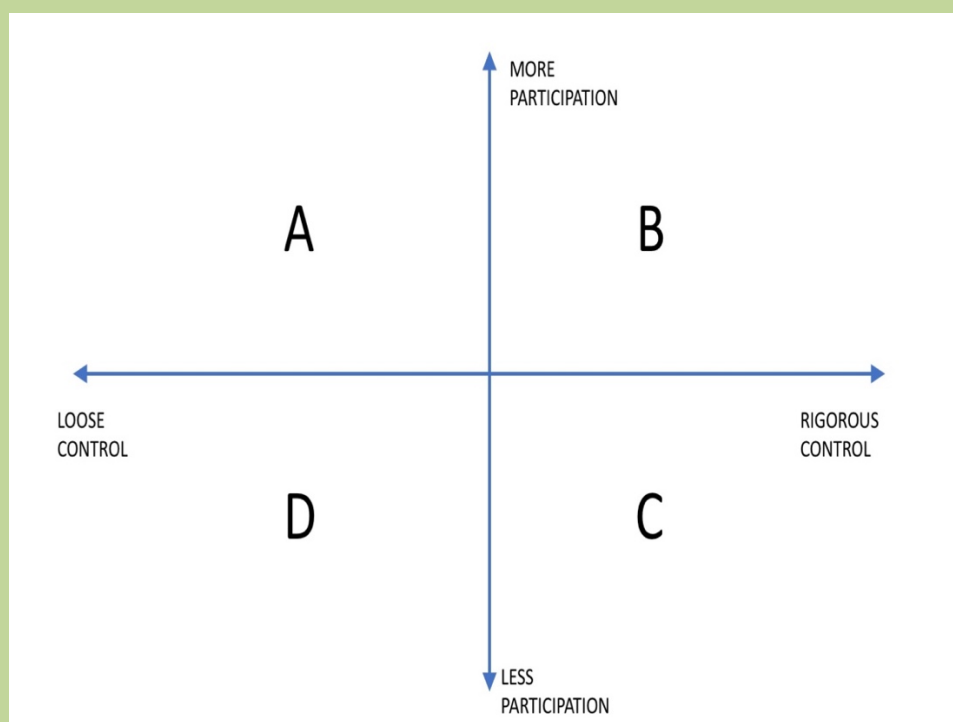 MORE
PARTICIPATION
A
B
LOOSE
CONTROL
RIGOROUS
CONTROL
D
C
LESS
PARTICIPATION